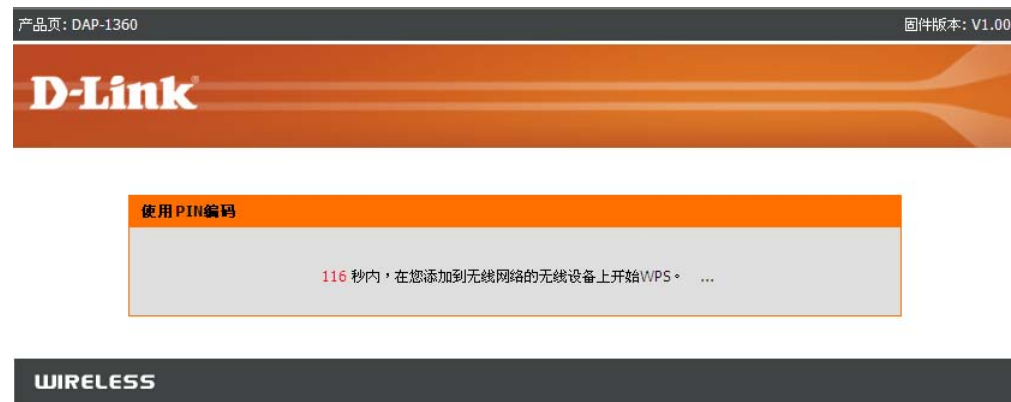 产品页: DAP-1360 固件版本: V1.00
D-Link®
使用PIN编码
116 秒内，在您添加到无线网络的无线设备上开始WPS。 ...
WIRELESS